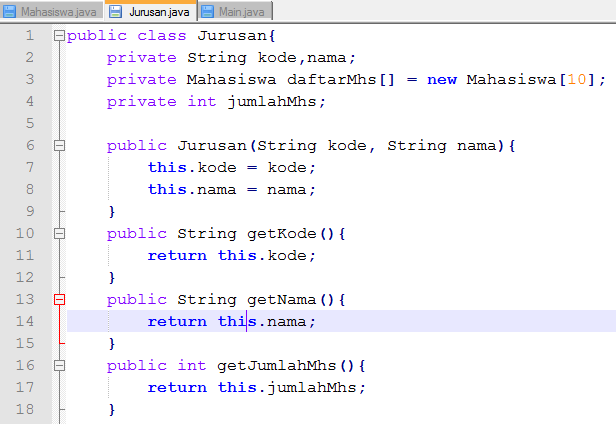 Mahasiswa.java Jurusan.java Main.java
1 public class Jurusan{
2 private String kode,nama;
3 private Mahasiswa daftarMhs[] = new Mahasiswa[10];
4 private int jumlahMhs;
5
6 public Jurusan(String kode, String nama){
7 this.kode = kode;
8 this.nama = nama;
9 }
10 public String getKode(){
11 return this.kode;
12 }
13 public String getNama(){
14 return this.nama;
15 }
16 public int getJumlahMhs(){
17 return this.jumlahMhs;
18 }